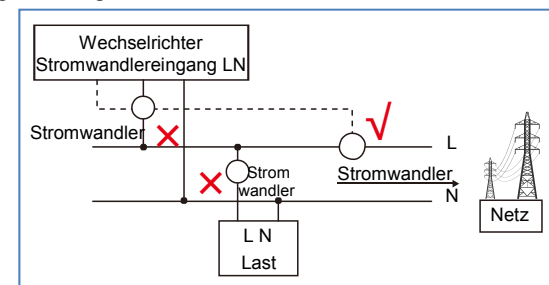 Wechselrichter
Stromwandlereingang LN
Stromwandler
L
Strom
wandler
Stromwandler
N
L N
Last
Netz